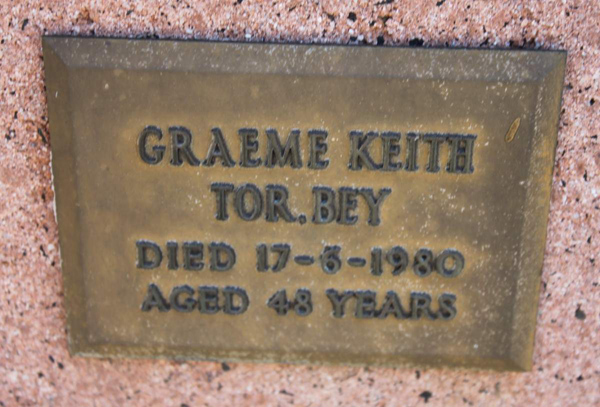 GRAEME KEITH
TOR. BEY
DIED 17-6-1980
AGED 48 YEARS